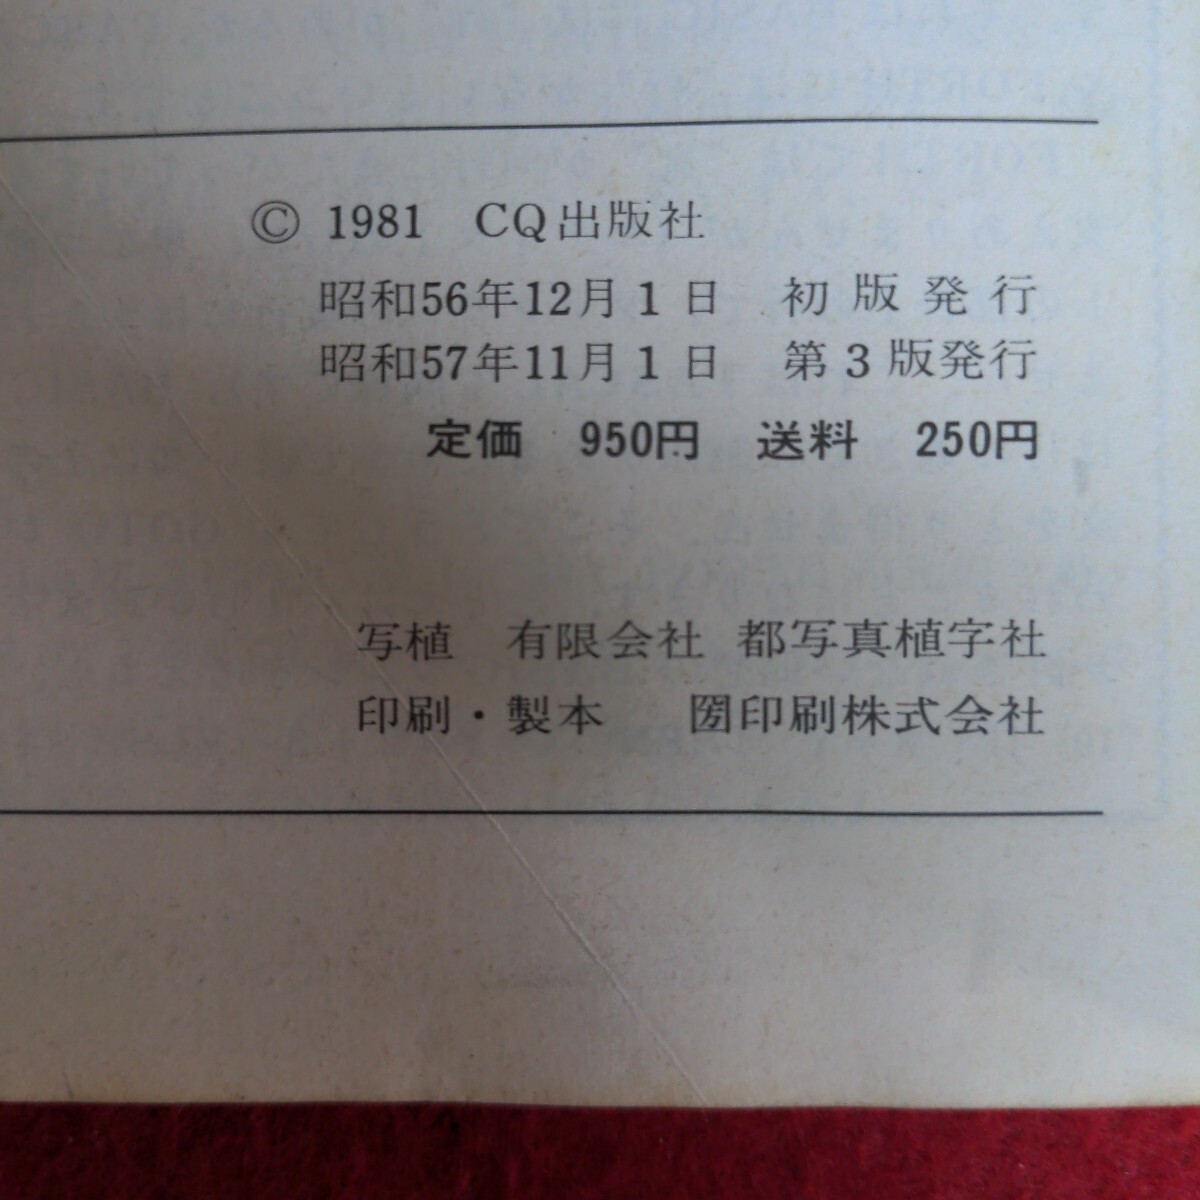 © 1981 CQ出版社
昭和56年12月1日 初版発行
昭和57年11月1日 第3版発行
定価 950円 送料 250円
写植 有限会社 都写真植字社
印刷・製本 圀印刷株式会社